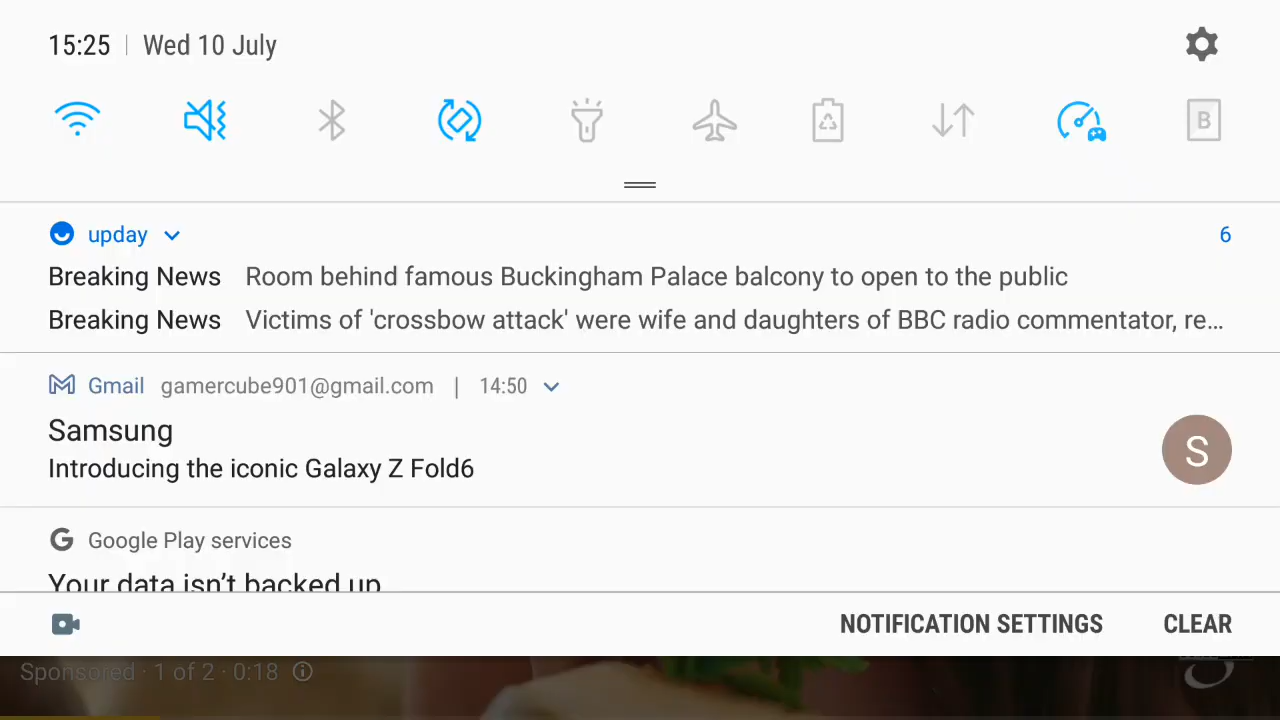 15:25 | Wed 10 July
B
upday 6
Breaking News Room behind famous Buckingham Palace balcony to open to the public
Breaking News Victims of 'crossbow attack' were wife and daughters of BBC radio commentator, re...
Gmail gamercube901@gmail.com | 14:50
Samsung
S
Introducing the iconic Galaxy Z Fold6
G Google Play services
Your data isn't backed up
NOTIFICATION SETTINGS CLEAR
Sponsored · 1 of 2 · 0:18